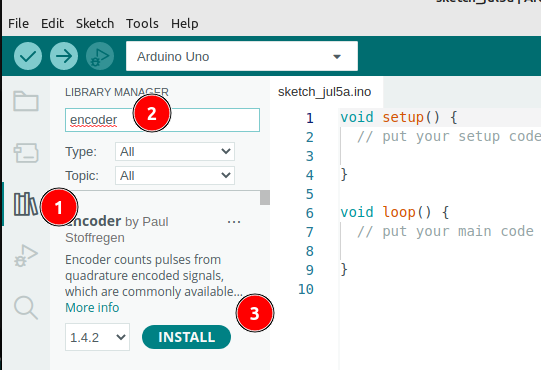 File Edit Sketch Tools Help
Arduino Uno
LIBRARY MANAGER
encoder
2
Type: All
Topic: All
1
Encoder by Paul
Stoffregen
Encoder counts pulses from
quadrature encoded signals,
which are commonly available...
More info
3
1.4.2 INSTALL
sketch_jul5a.ino
1 void setup() {
2 // put your setup code
3
4 }
5
6 void loop() {
7 // put your main code
8
9 }
10